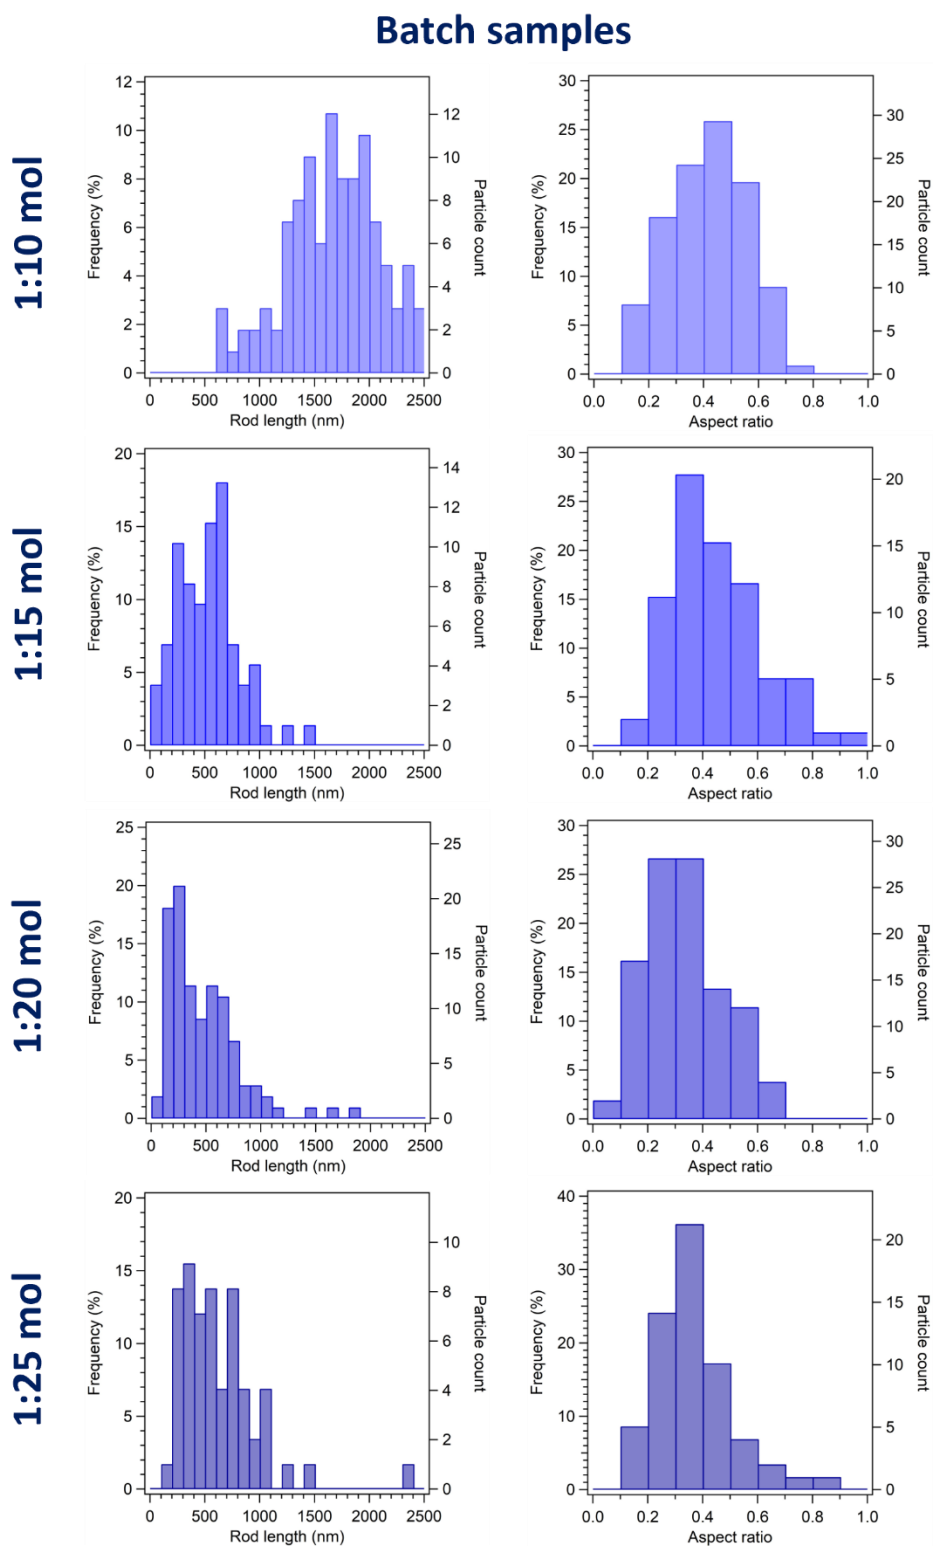 Batch samples
1:10 mol
12
10
8
6
4
2
0
Frequency (%)
12
10
8
6
4
2
0
Particle count
0 500 1000 1500 2000 2500
Rod length (nm)
30
25
20
15
10
5
0
Frequency (%)
30
25
20
15
10
5
0
Particle count
0.0 0.2 0.4 0.6 0.8 1.0
Aspect ratio
1:15 mol
20
15
10
5
0
Frequency (%)
14
12
10
8
6
4
2
0
Particle count
0 500 1000 1500 2000 2500
Rod length (nm)
30
25
20
15
10
5
0
Frequency (%)
20
15
10
5
0
Particle count
0.0 0.2 0.4 0.6 0.8 1.0
Aspect ratio
1:20 mol
25
20
15
10
5
0
Frequency (%)
25
20
15
10
5
0
Particle count
0 500 1000 1500 2000 2500
Rod length (nm)
30
25
20
15
10
5
0
Frequency (%)
30
25
20
15
10
5
0
Particle count
0.0 0.2 0.4 0.6 0.8 1.0
Aspect ratio
1:25 mol
20
15
10
5
0
Frequency (%)
10
8
6
4
2
0
Particle count
0 500 1000 1500 2000 2500
Rod length (nm)
40
30
20
10
0
Frequency (%)
20
15
10
5
0
Particle count
0.0 0.2 0.4 0.6 0.8 1.0
Aspect ratio